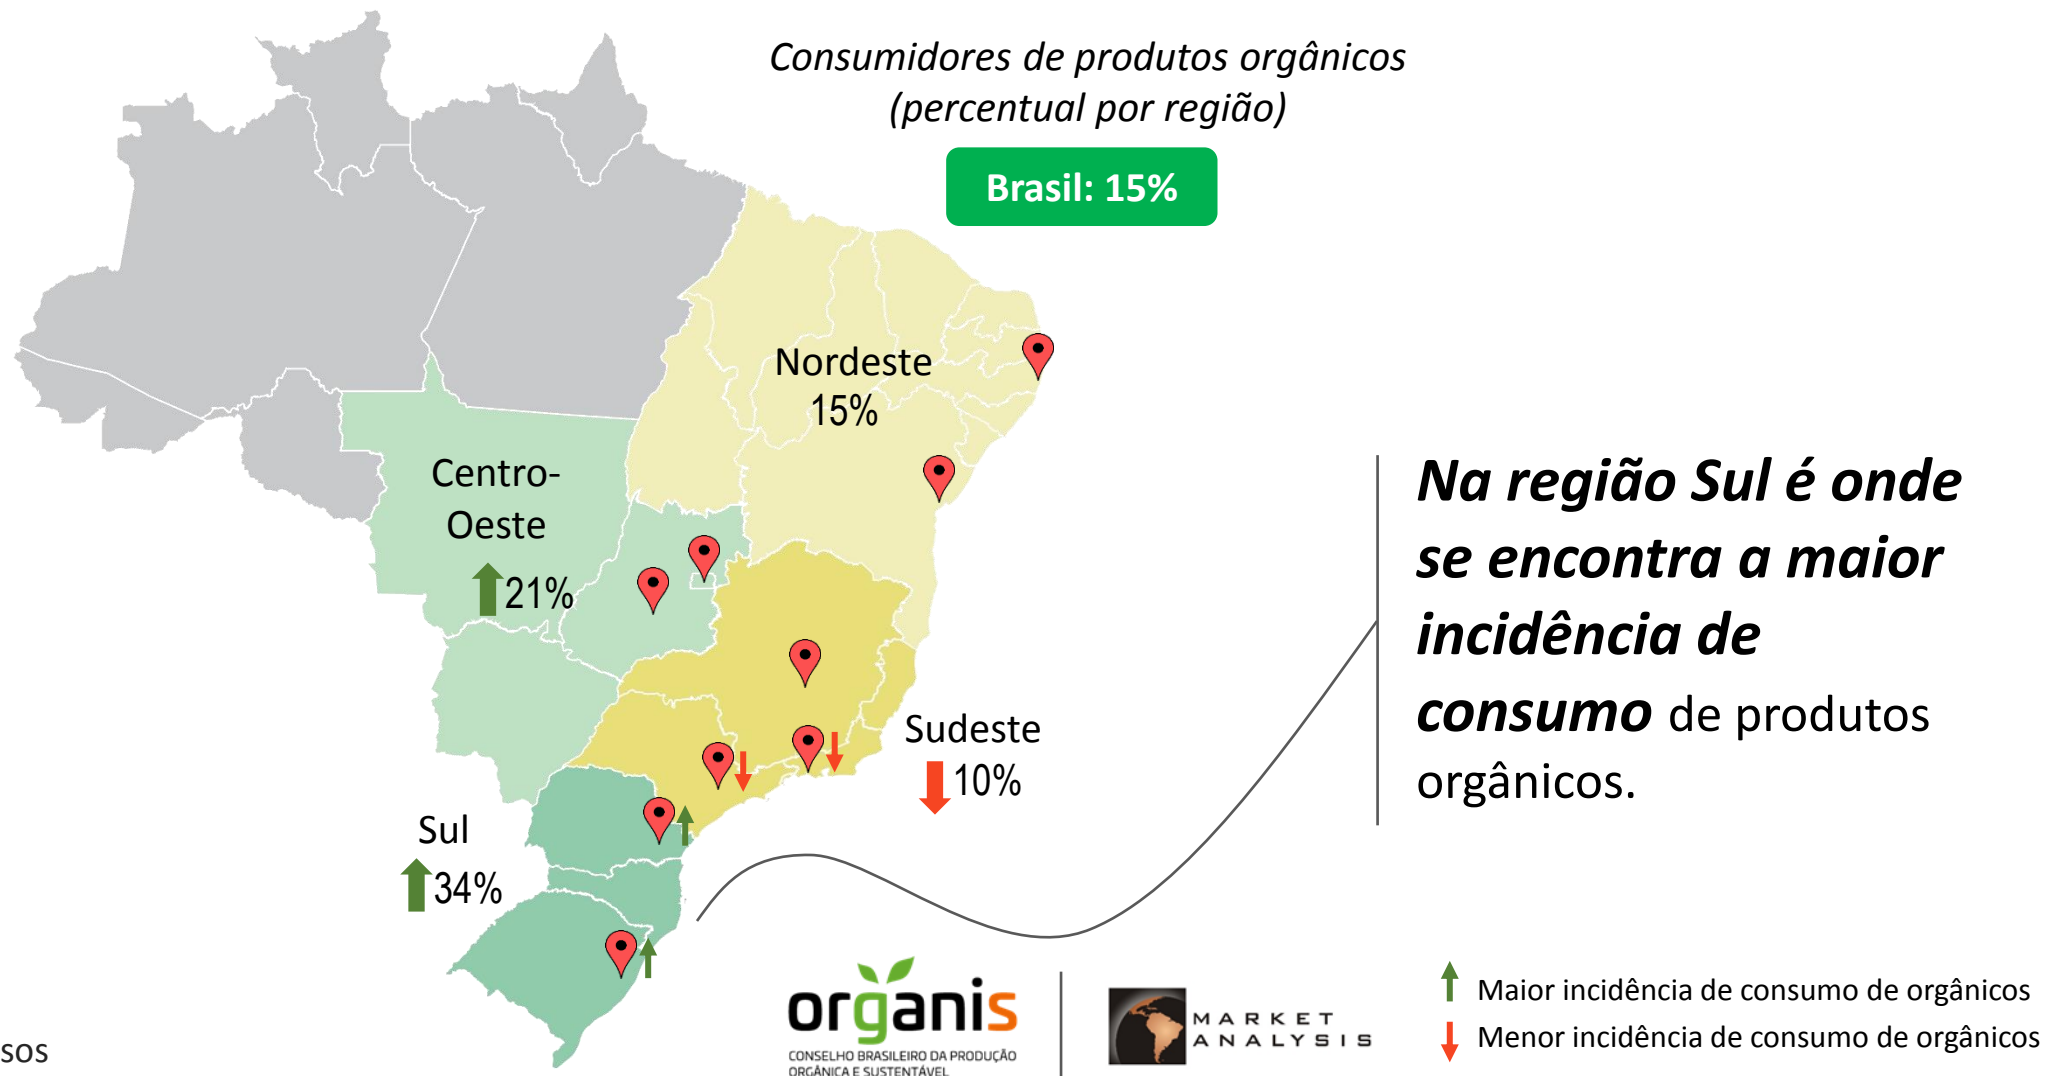 Consumidores de produtos orgânicos
(percentual por região)
Brasil: 15%
Nordeste
15%
Centro-
Oeste
21%
Sudeste
10%
Sul
34%
Na região Sul é onde
se encontra a maior
incidência de
consumo de produtos
orgânicos.
organis
CONSELHO BRASILEIRO DA PRODUÇÃO
ORGÂNICA E SUSTENTÁVEL
MARKET
ANALYSIS
Maior incidência de consumo de orgânicos
Menor incidência de consumo de orgânicos
sos